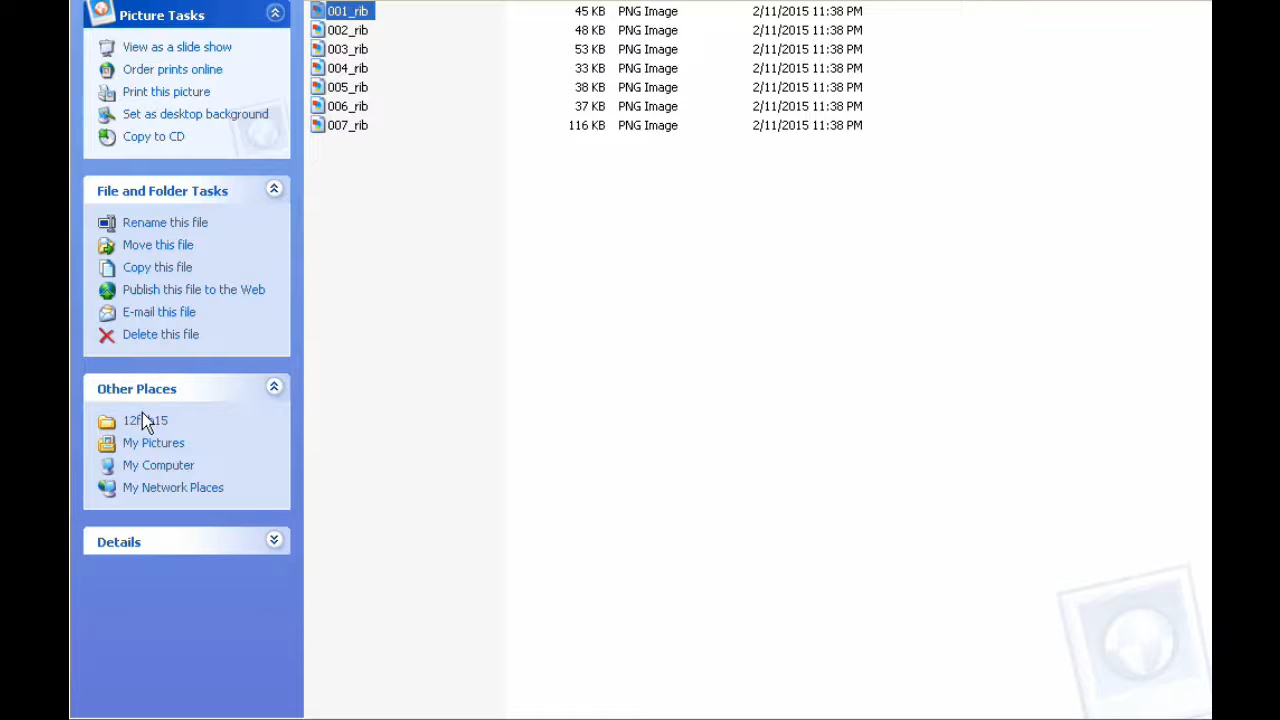 Picture Tasks
View as a slide show
Order prints online
Print this picture
Set as desktop background
Copy to CD
File and Folder Tasks
Rename this file
Move this file
Copy this file
Publish this file to the Web
E-mail this file
Delete this file
Other Places
My Pictures
My Computer
My Network Places
Details
001_rib 45 KB PNG Image 2/11/2015 11:38 PM
002_rib 48 KB PNG Image 2/11/2015 11:38 PM
003_rib 53 KB PNG Image 2/11/2015 11:38 PM
004_rib 33 KB PNG Image 2/11/2015 11:38 PM
005_rib 38 KB PNG Image 2/11/2015 11:38 PM
006_rib 37 KB PNG Image 2/11/2015 11:38 PM
007_rib 116 KB PNG Image 2/11/2015 11:38 PM